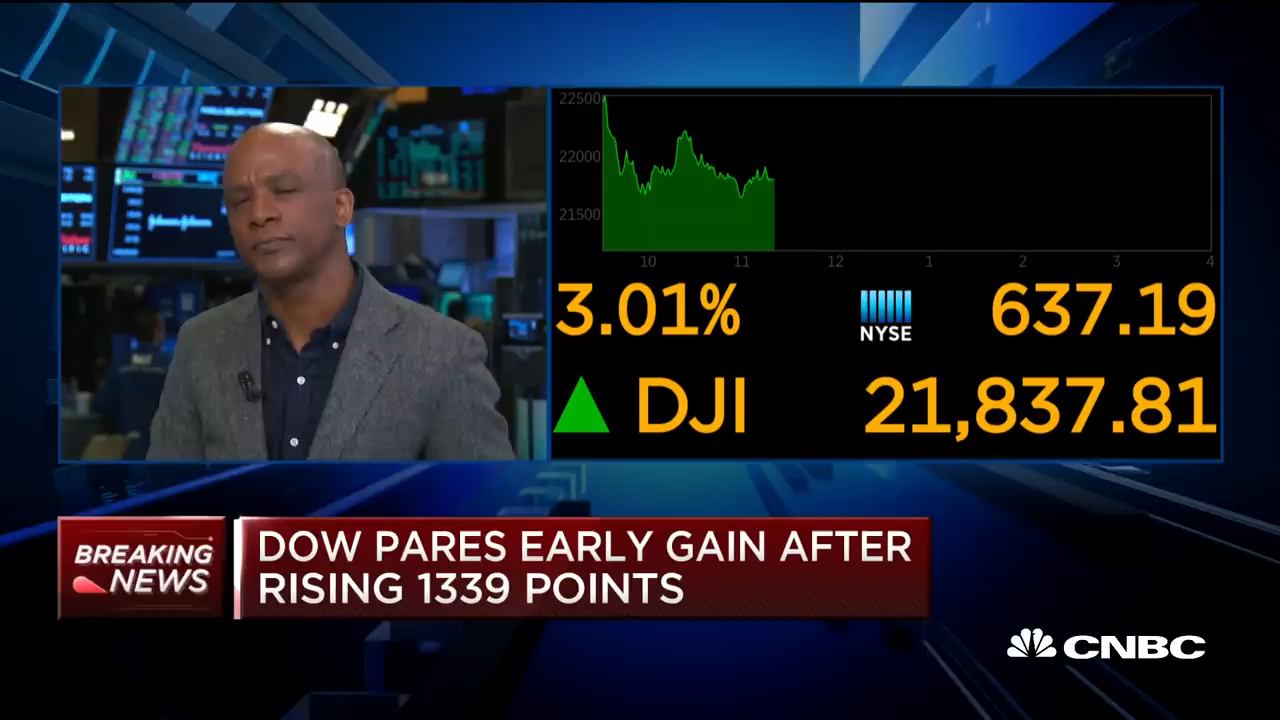 22500
22000
21500
10 11 12 1 2 3 4
3.01% NYSE 637.19
DJI 21,837.81
BREAKING NEWS
DOW PARES EARLY GAIN AFTER
RISING 1339 POINTS
CNBC